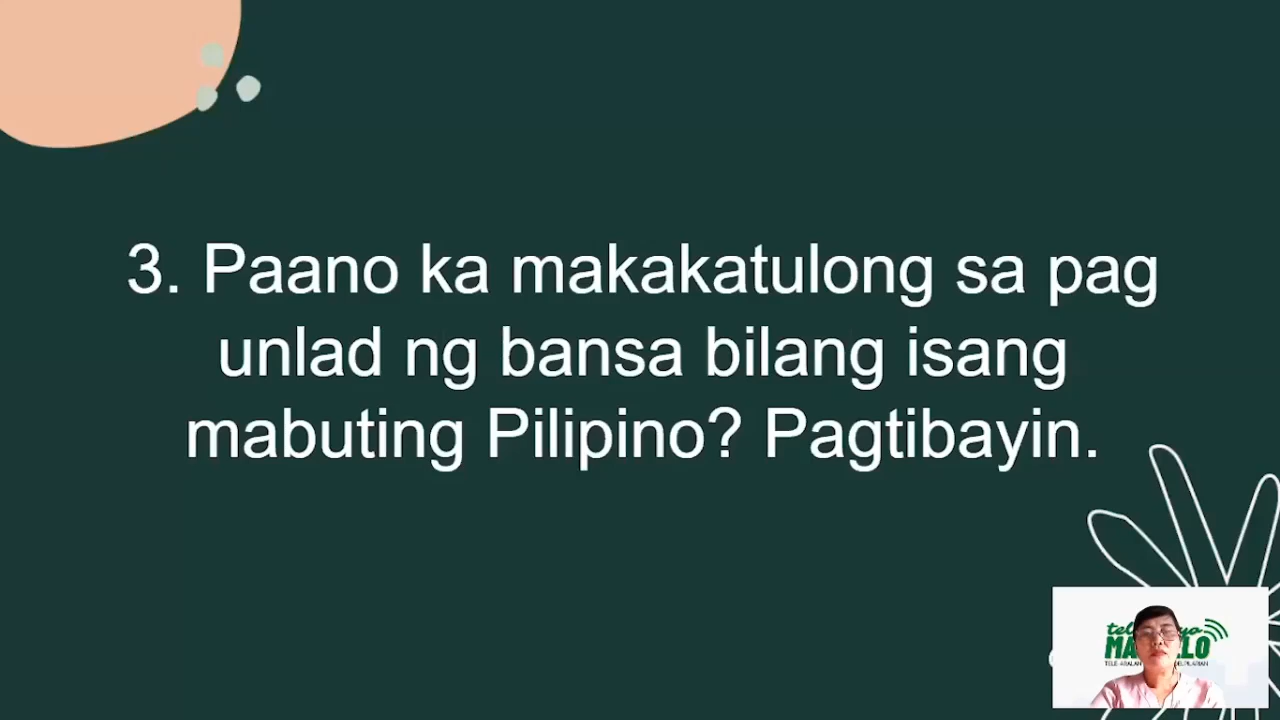 3. Paano ka makakatulong sa pag
unlad ng bansa bilang isang
mabuting Pilipino? Pagtibayin.